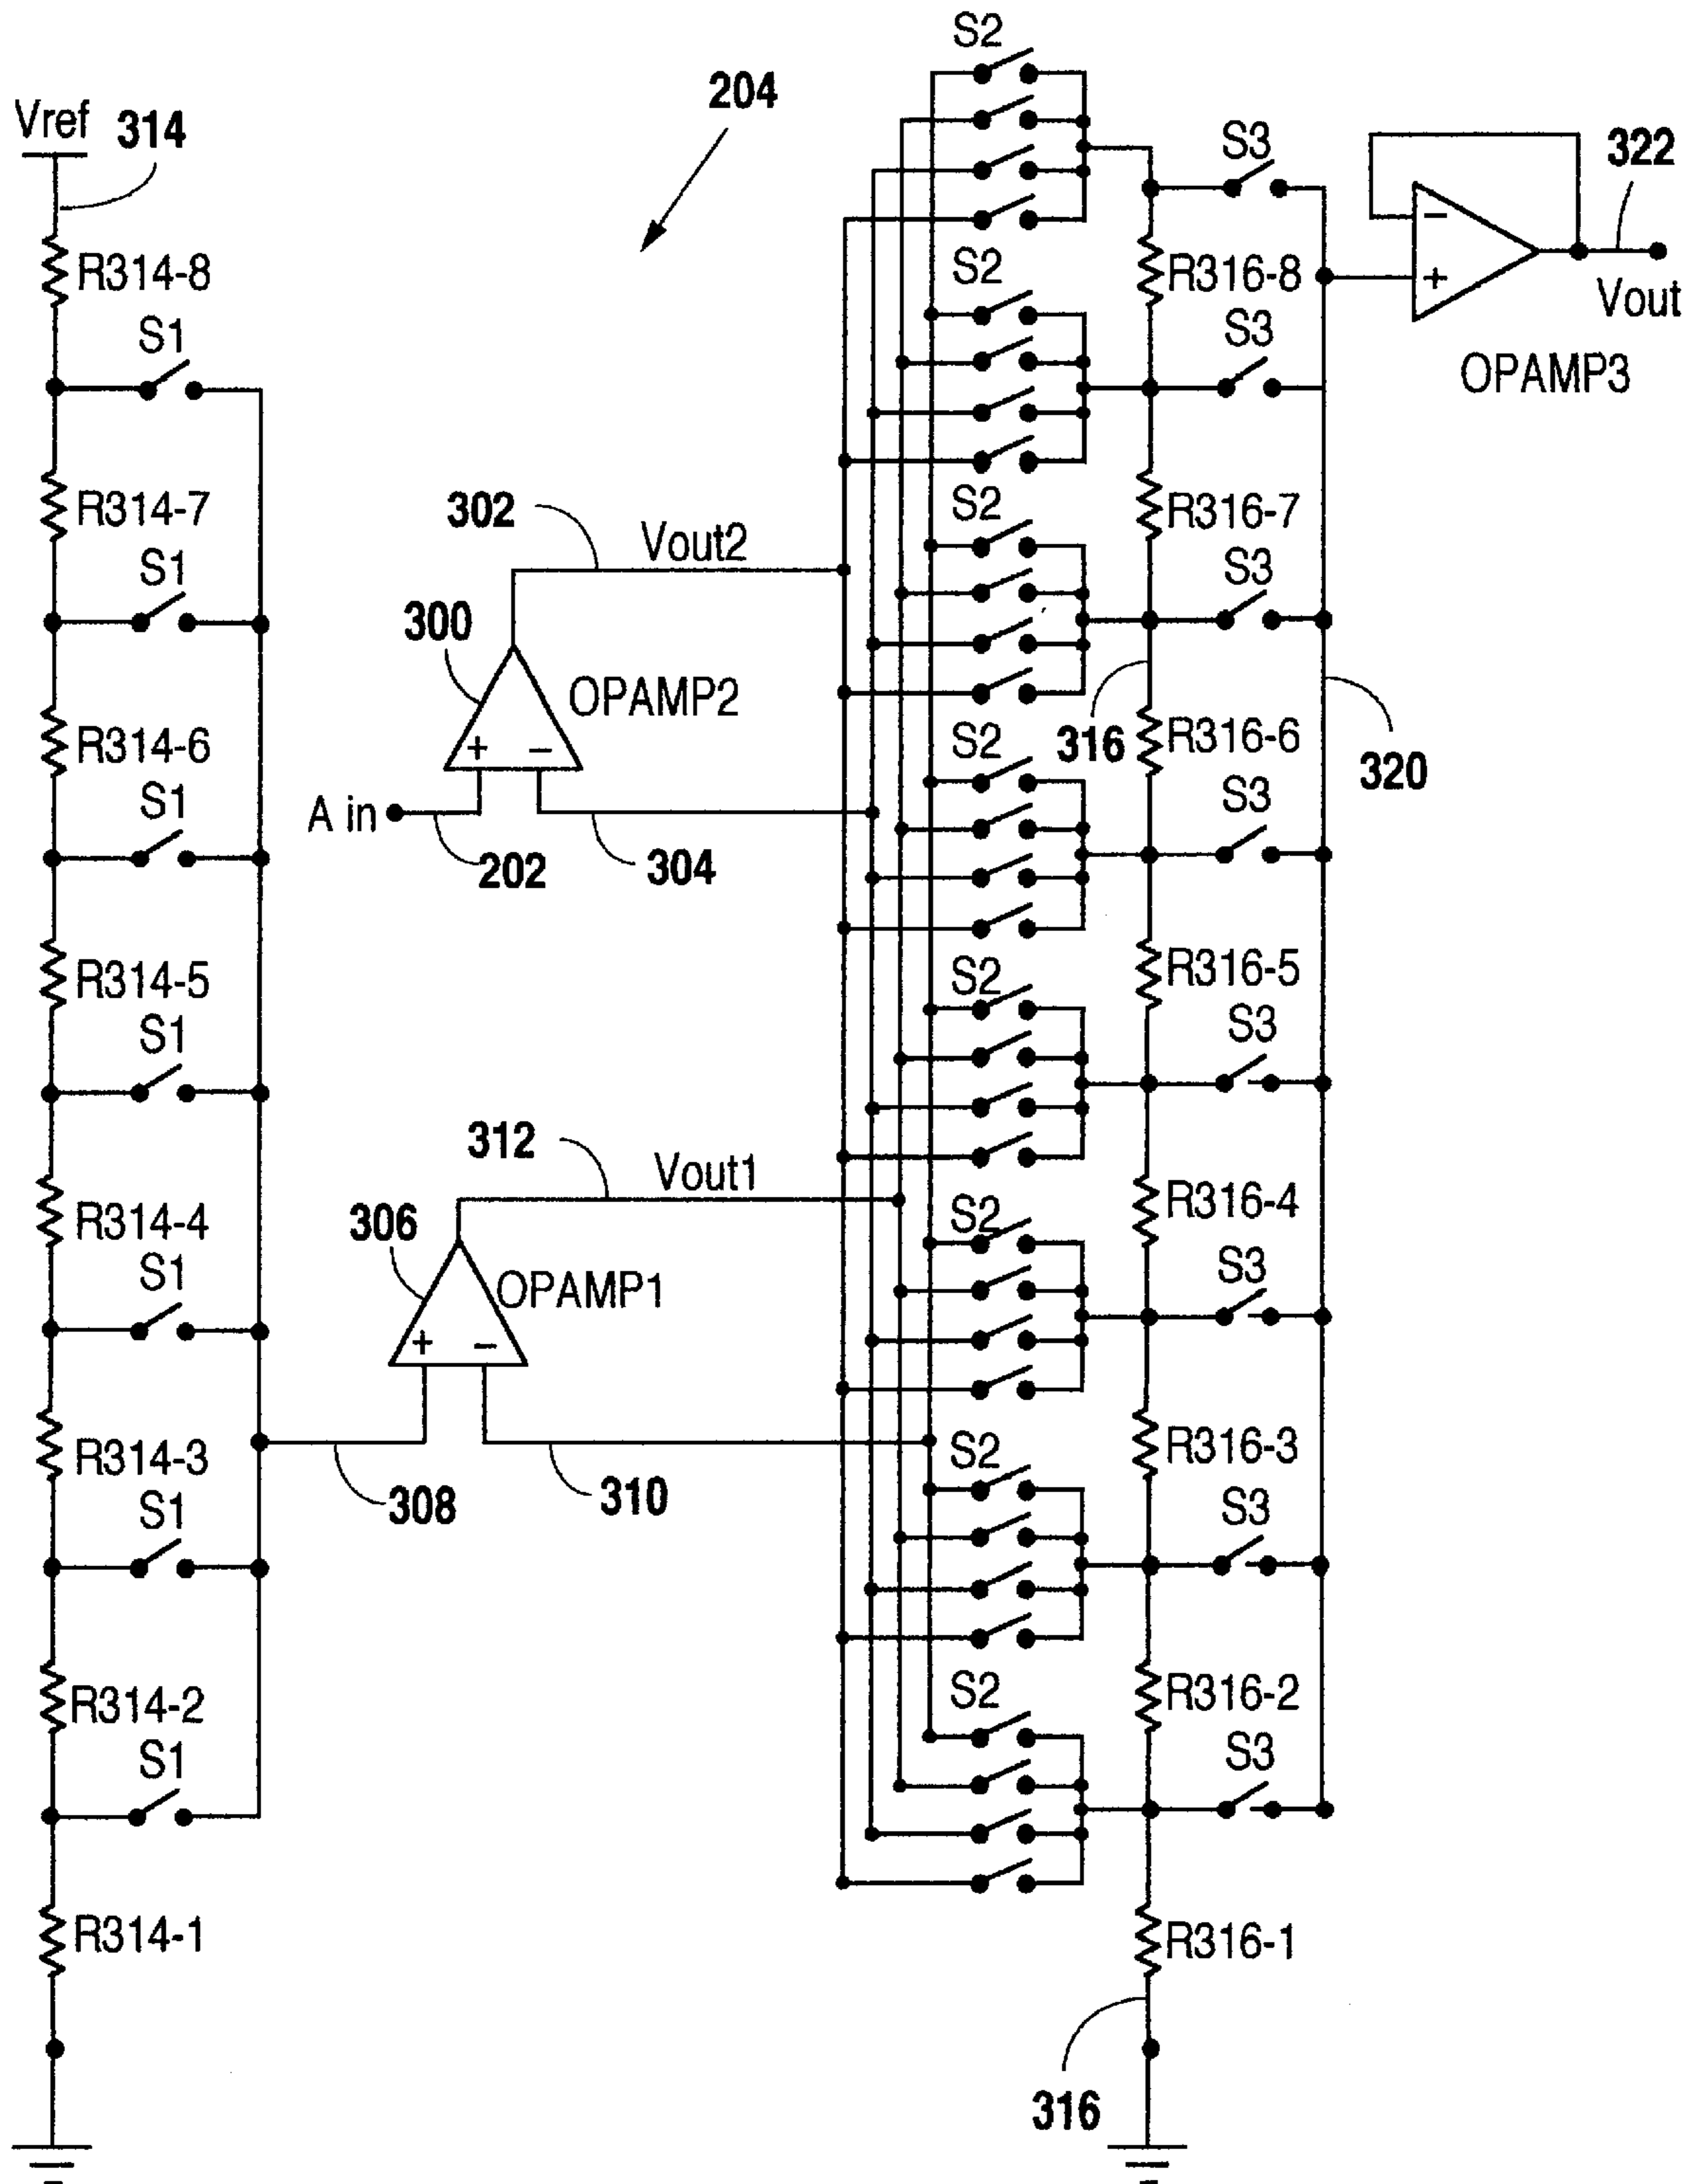 S2
204
Vref 314
S3
322
R314-8
S2
R316-8
Vout
S1
S3
OPAMP3
R314-7
302
Vout2
S2
R316-7
S1
S3
300
OPAMP2
R314-6
S2
316
R316-6
320
S1
S3
A in
202
304
R314-5
S2
R316-5
S1
S3
312
Vout1
306
R314-4
S2
R316-4
S1
OPAMP1
S3
R314-3
S2
R316-3
S1
308
310
S3
R314-2
S2
R316-2
S1
S3
R314-1
R316-1
316
+
−
+
−
−
+